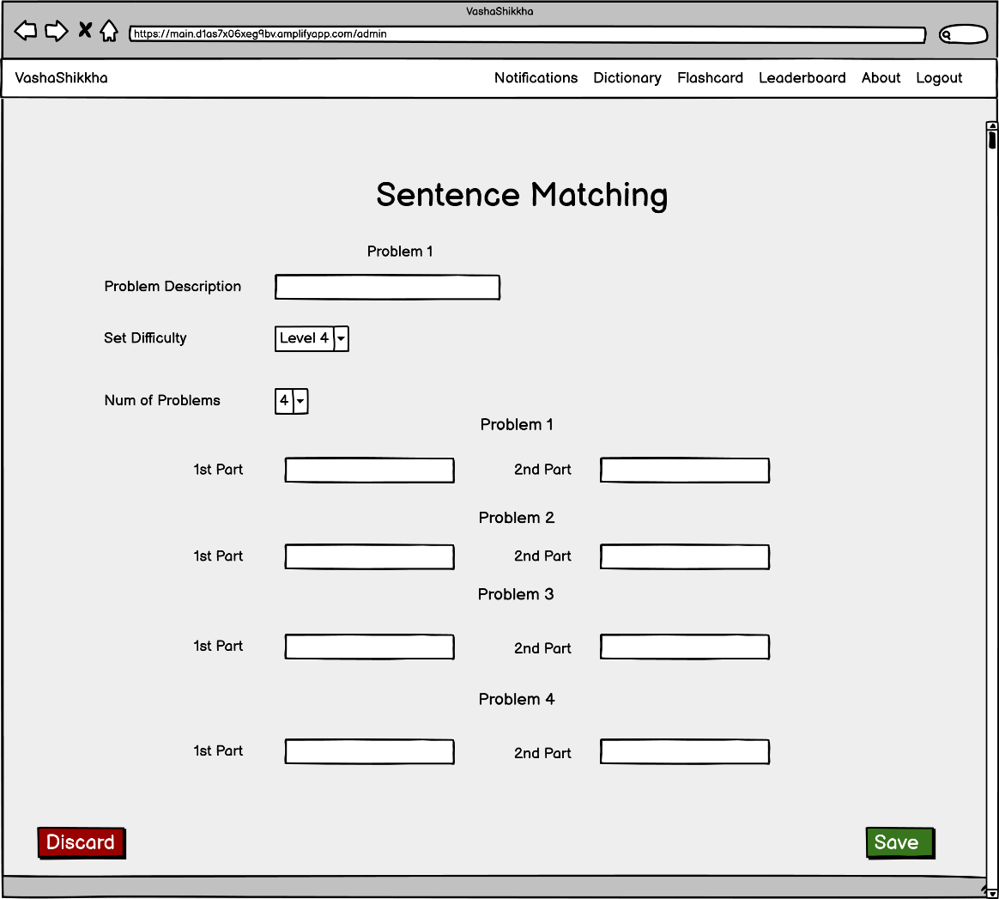 VashaShikkha
https://main.d1as7x06xeg9bv.amplifyapp.com/admin
VashaShikkha Notifications Dictionary Flashcard Leaderboard About Logout
Sentence Matching
Problem 1
Problem Description
Set Difficulty Level 4
Num of Problems 4
Problem 1
1st Part 2nd Part
Problem 2
1st Part 2nd Part
Problem 3
1st Part 2nd Part
Problem 4
1st Part 2nd Part
Discard Save